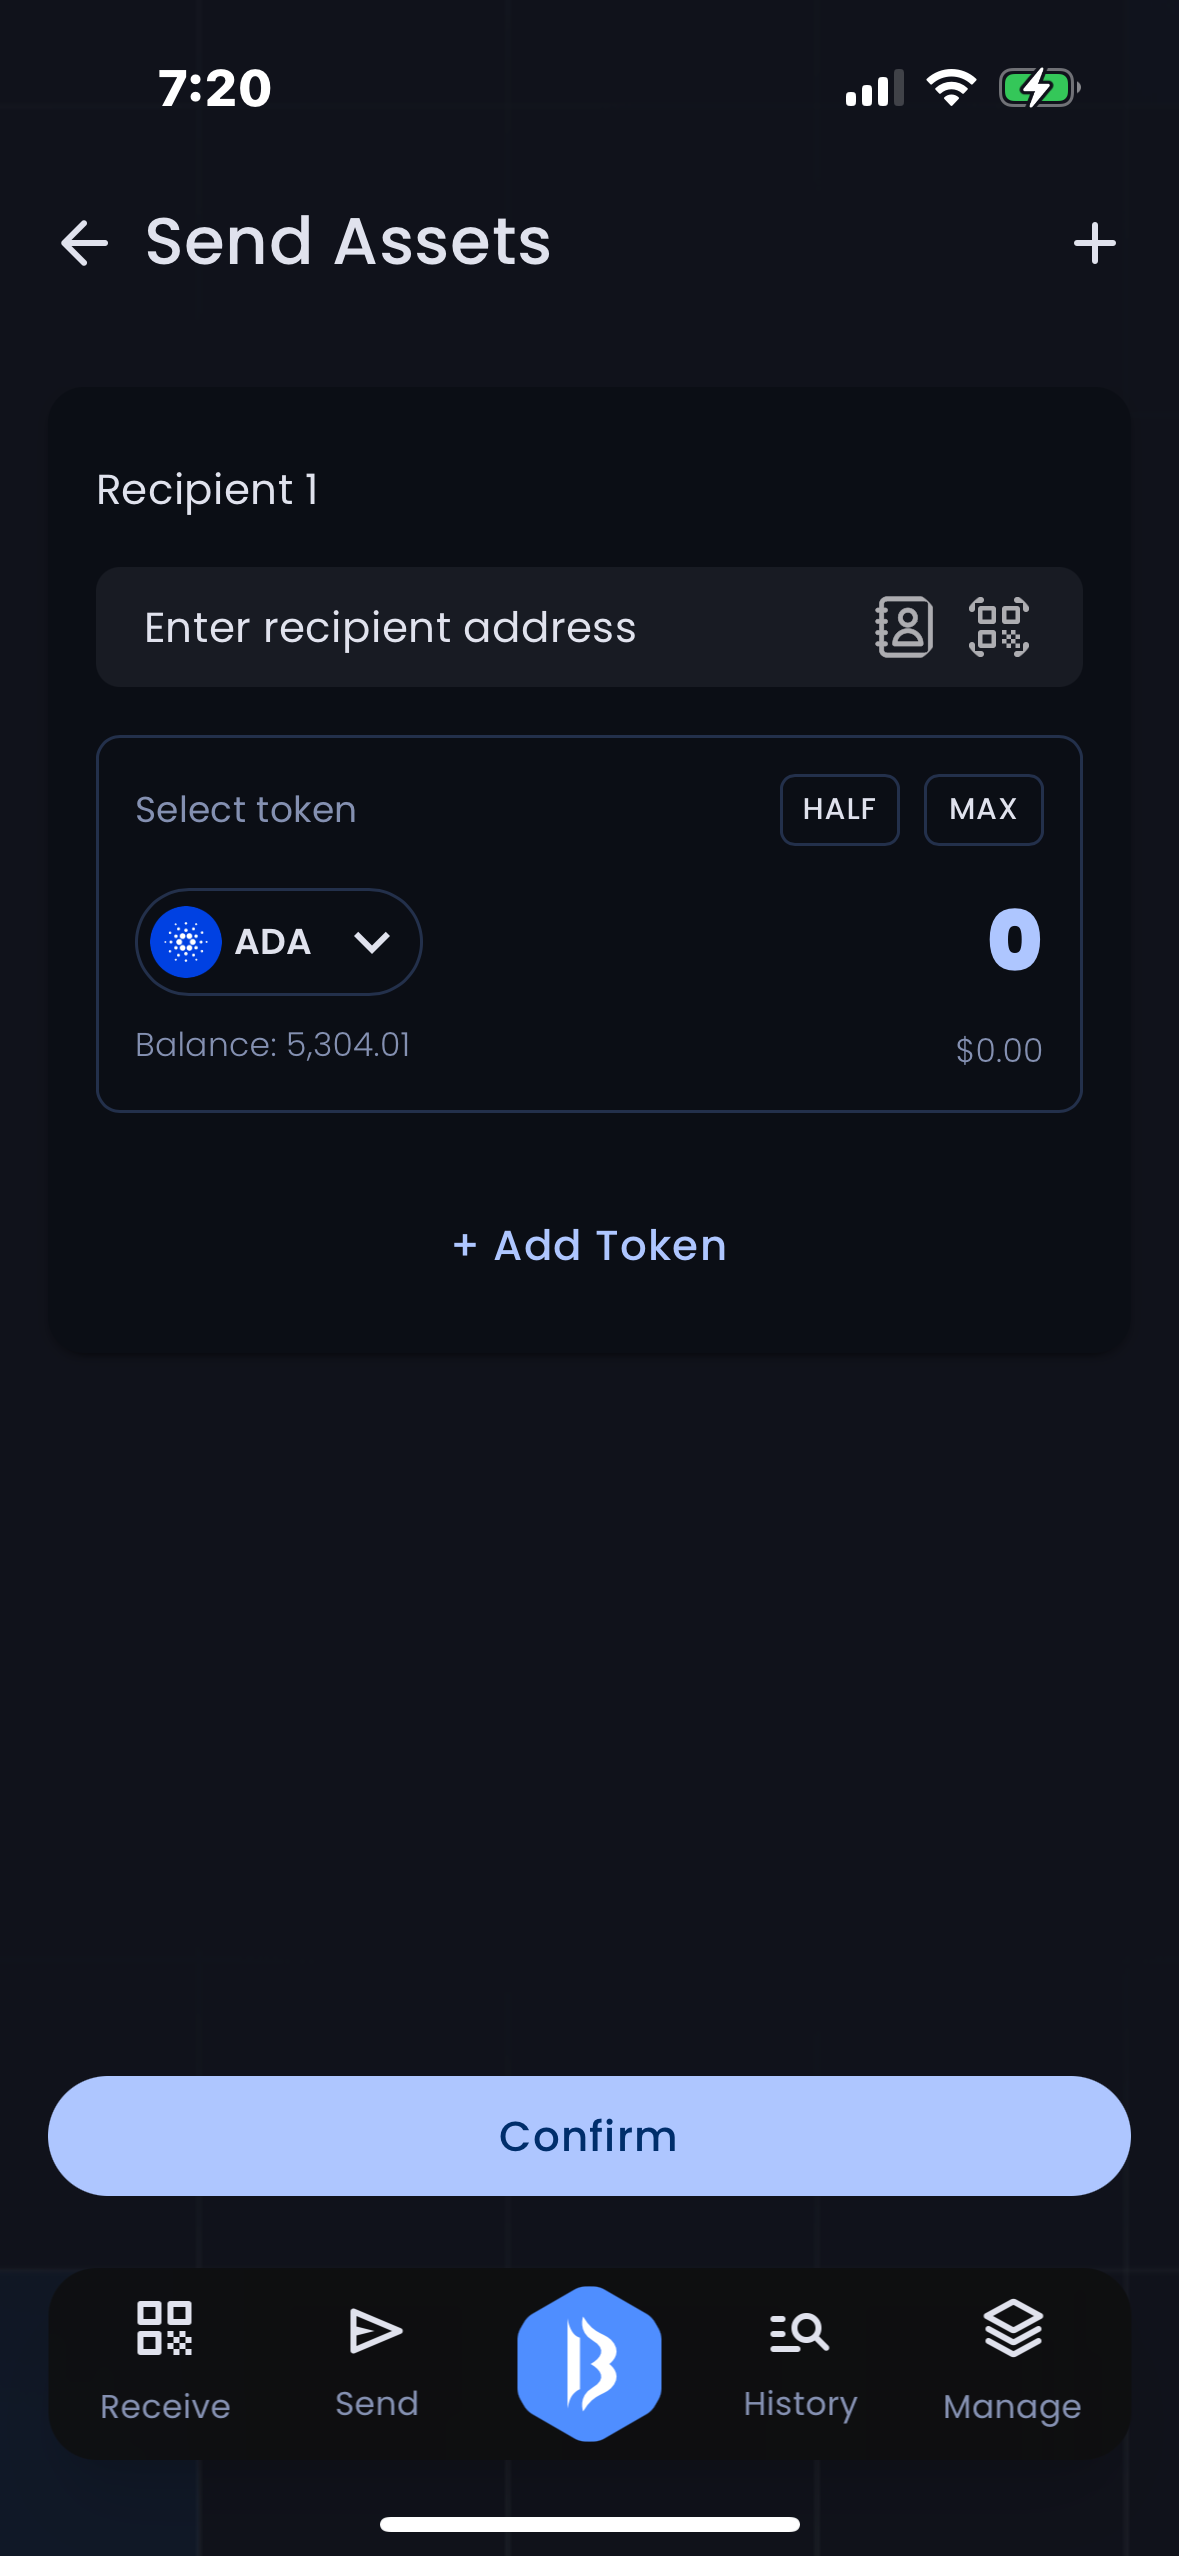 7:20
Send Assets
Recipient 1
Enter recipient address
Select token
HALF
MAX
ADA
0
Balance: 5,304.01
$0.00
+ Add Token
Confirm
Receive
Send
History
Manage